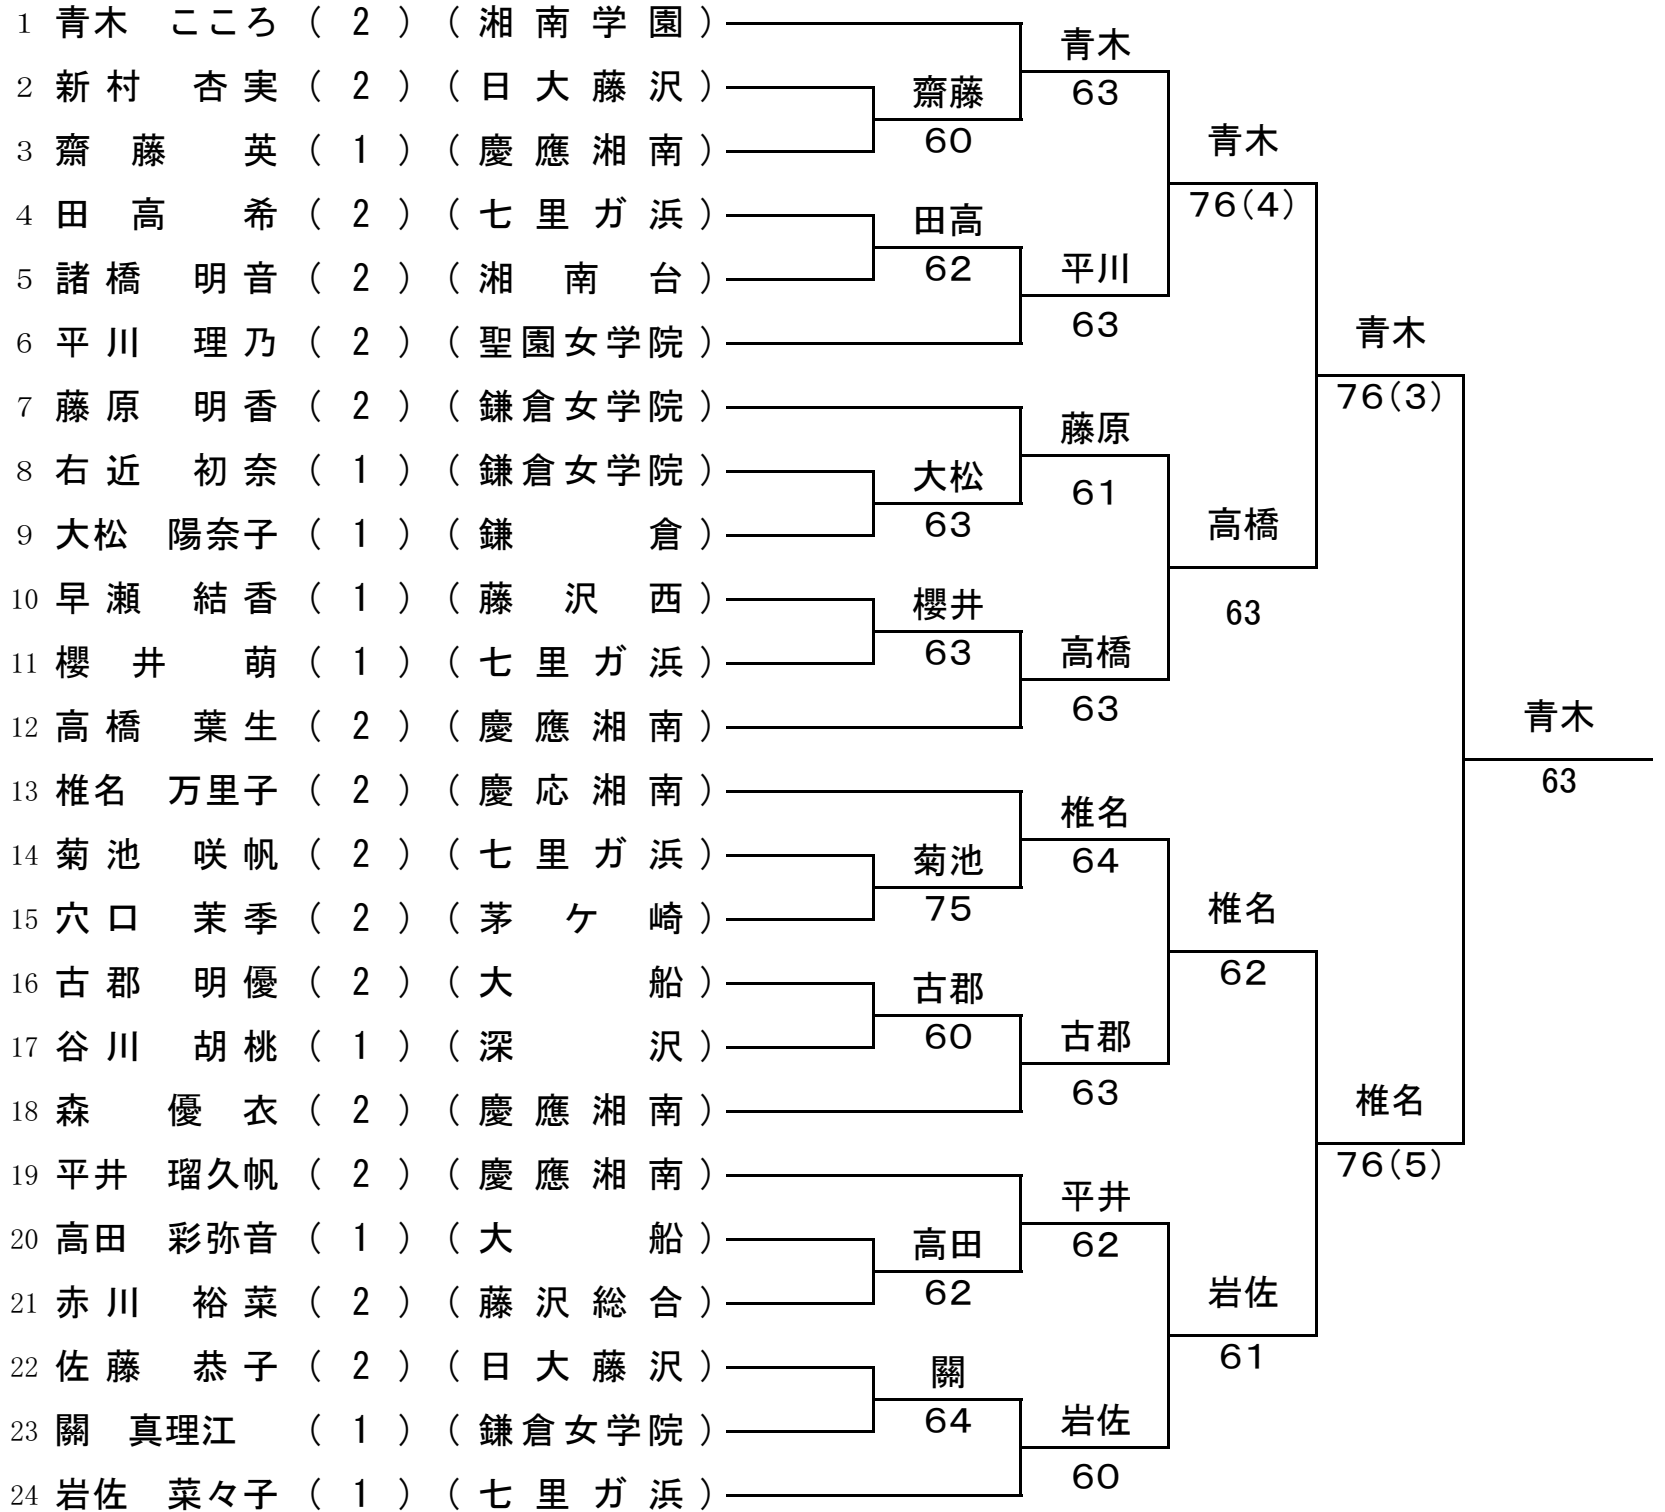 1 青木 こころ ( 2 ) ( 湘南学園 )
2 新村 杏実 ( 2 ) ( 日大藤沢 )
3 齋藤 英 ( 1 ) ( 慶應湘南 )
4 田高 希 ( 2 ) ( 七里ガ浜 )
5 諸橋 明音 ( 2 ) ( 湘南台 )
6 平川 理乃 ( 2 ) ( 聖園女学院 )
7 藤原 明香 ( 2 ) ( 鎌倉女学院 )
8 右近 初奈 ( 1 ) ( 鎌倉女学院 )
9 大松 陽奈子 ( 1 ) ( 鎌倉 )
10 早瀬 結香 ( 1 ) ( 藤沢西 )
11 櫻井 萌 ( 1 ) ( 七里ガ浜 )
12 高橋 葉生 ( 2 ) ( 慶應湘南 )
13 椎名 万里子 ( 2 ) ( 慶応湘南 )
14 菊池 咲帆 ( 2 ) ( 七里ガ浜 )
15 穴口 茉季 ( 2 ) ( 茅ケ崎 )
16 古郡 明優 ( 2 ) ( 大船 )
17 谷川 胡桃 ( 1 ) ( 深沢 )
18 森 優衣 ( 2 ) ( 慶應湘南 )
19 平井 瑠久帆 ( 2 ) ( 慶應湘南 )
20 高田 彩弥音 ( 1 ) ( 大船 )
21 赤川 裕菜 ( 2 ) ( 藤沢総合 )
22 佐藤 恭子 ( 2 ) ( 日大藤沢 )
23 關 真理江 ( 1 ) ( 鎌倉女学院 )
24 岩佐 菜々子 ( 1 ) ( 七里ガ浜 )
齋藤
60
田高
62
大松
63
櫻井
63
菊池
75
古郡
60
高田
62
關
64
青木
63
平川
63
藤原
61
高橋
63
椎名
64
古郡
63
平井
62
岩佐
60
青木
76(4)
高橋
63
椎名
62
岩佐
61
青木
76(3)
椎名
76(5)
青木
63